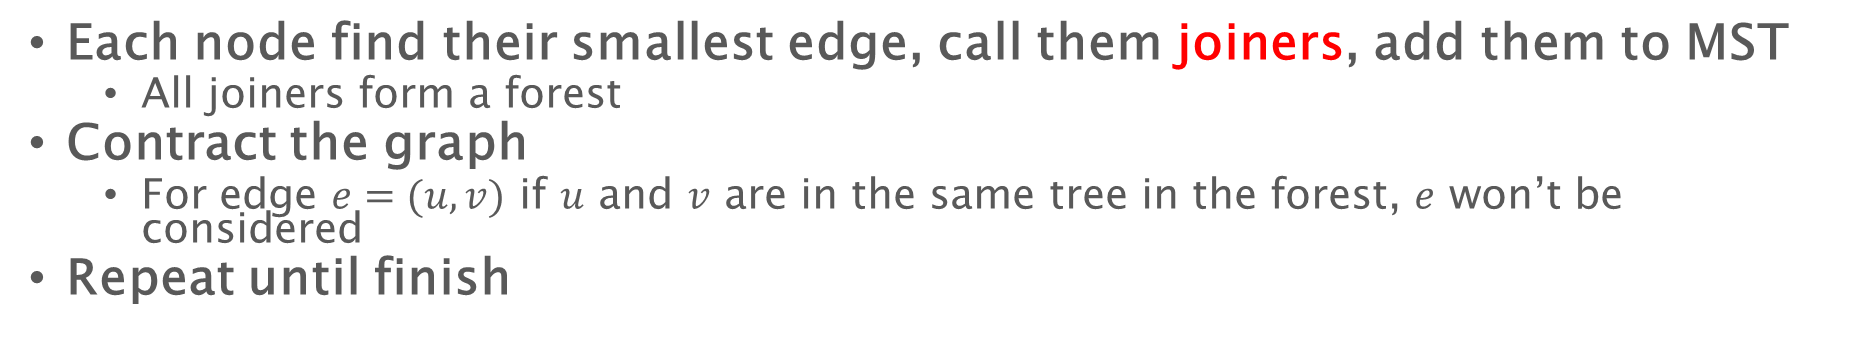 • Each node find their smallest edge, call them joiners, add them to MST
• All joiners form a forest
• Contract the graph
• For edge 𝑒 = (𝑢, 𝑣) if 𝑢 and 𝑣 are in the same tree in the forest, 𝑒 won’t be
considered
• Repeat until finish